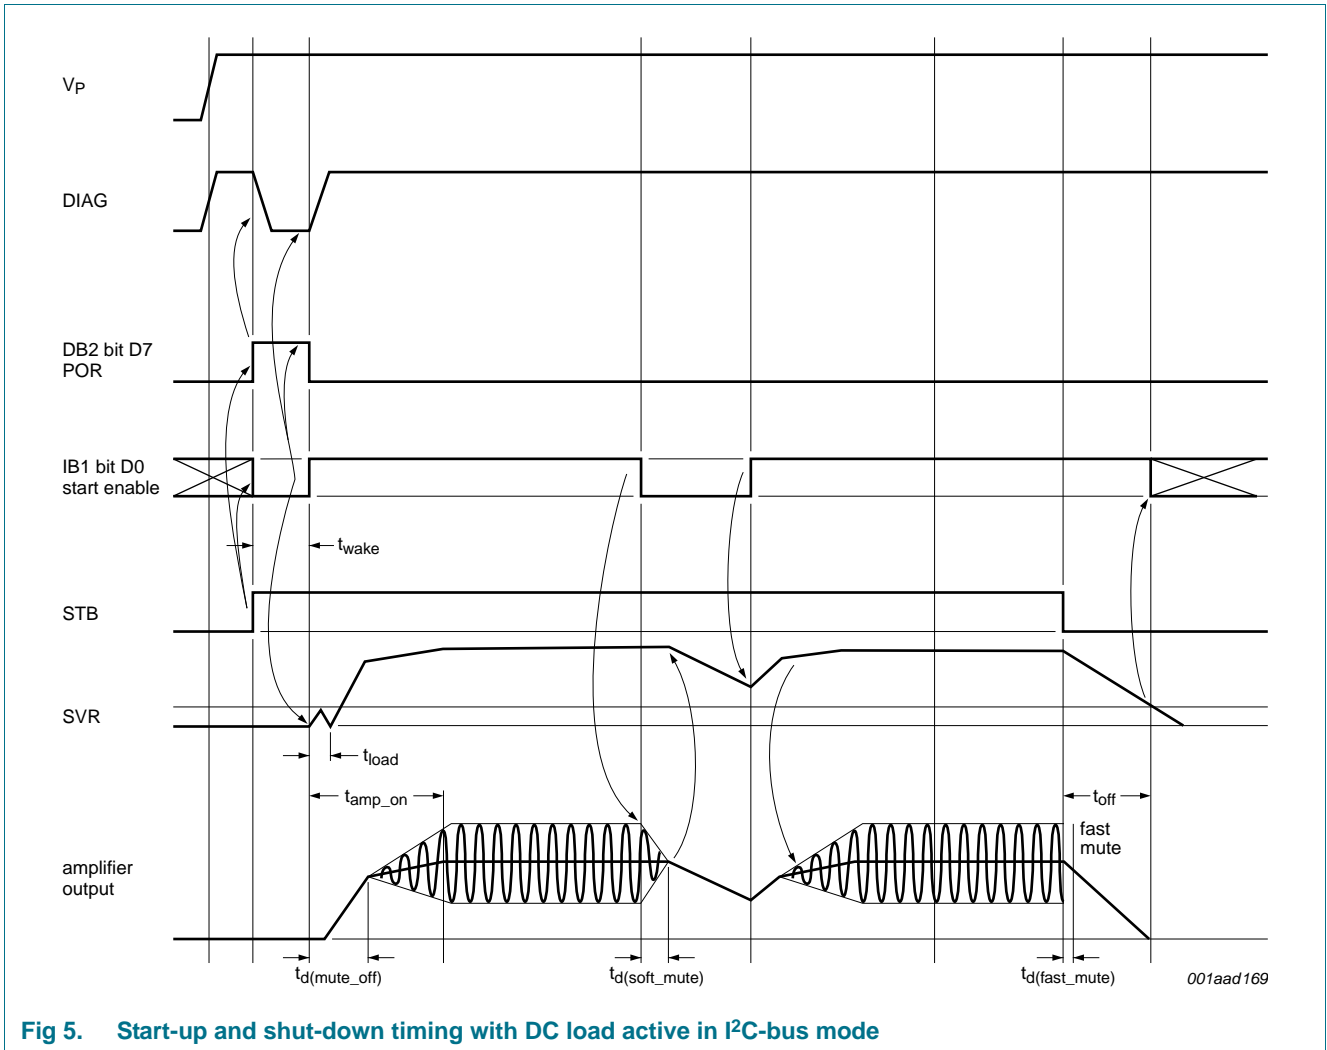 VP
DIAG
DB2 bit D7
POR
IB1 bit D0
start enable
twake
STB
SVR
tload
tamp_on
toff
fast
mute
amplifier
output
td(mute_off)
td(soft_mute)
td(fast_mute)
001aad169
Fig 5. Start-up and shut-down timing with DC load active in I2C-bus mode